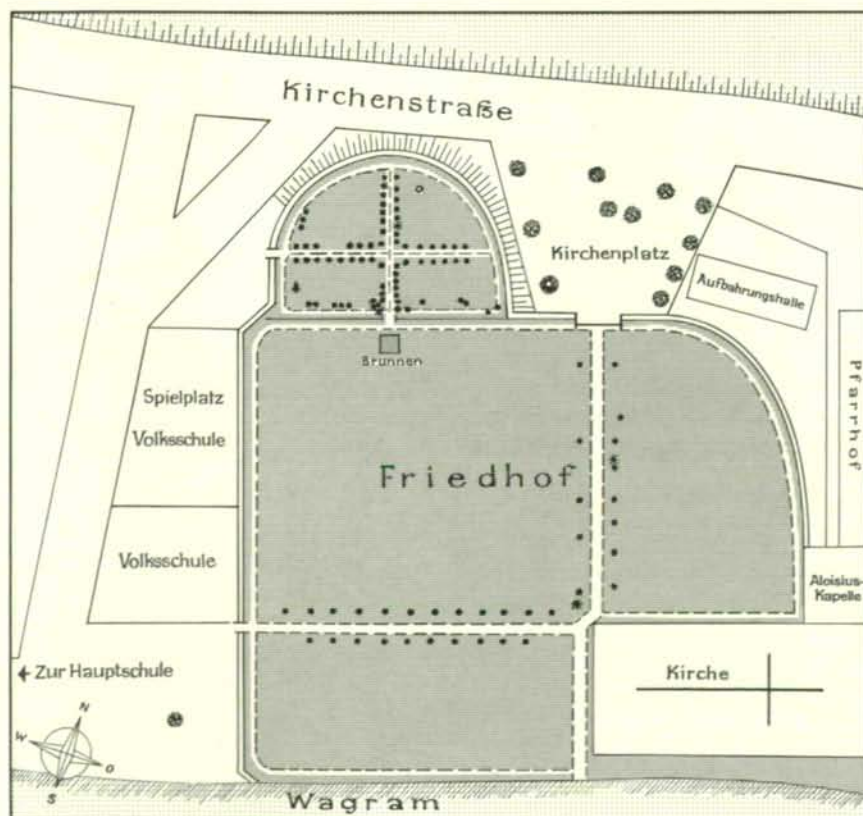 Kirchenstraße
Kirchenplatz
Aufbahrungshalle
Pfarrhof
Brunnen
Spielplatz
Volksschule
Friedhof
Volksschule
Aloisius-
Kapelle
Zur Hauptschule
Kirche
N
W
O
S
Wagram